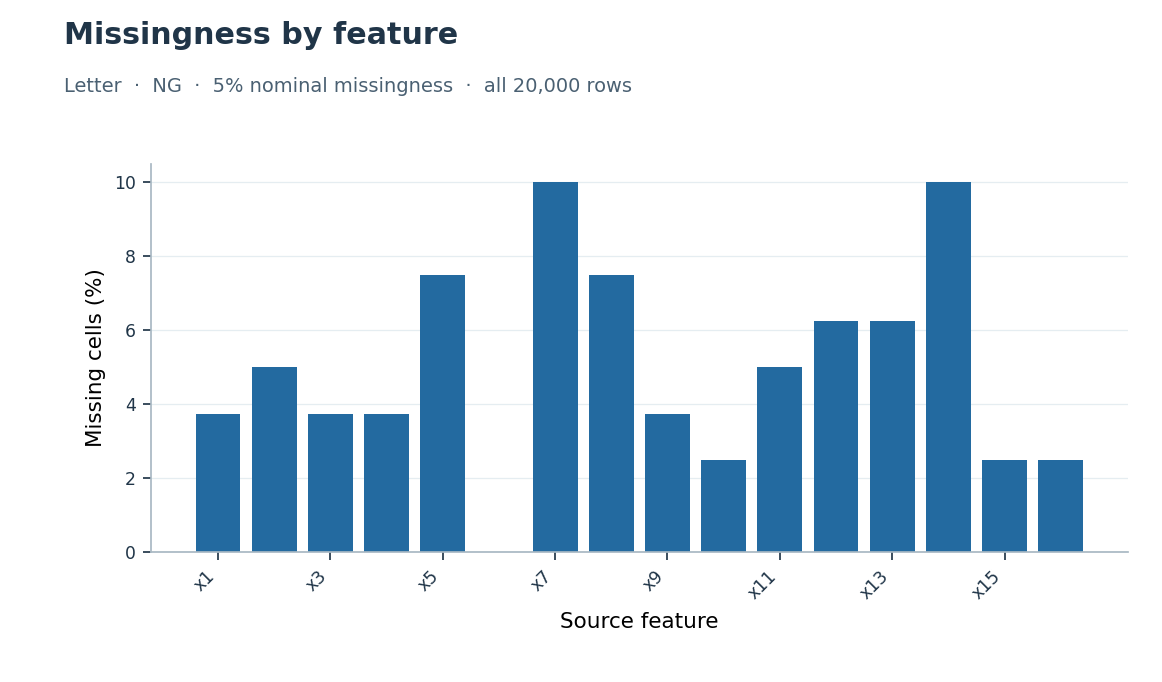 Missingness by feature
Letter · NG · 5% nominal missingness · all 20,000 rows
Missing cells (%)
10
8
6
4
2
0
x1 x3 x5 x7 x9 x11 x13 x15
Source feature